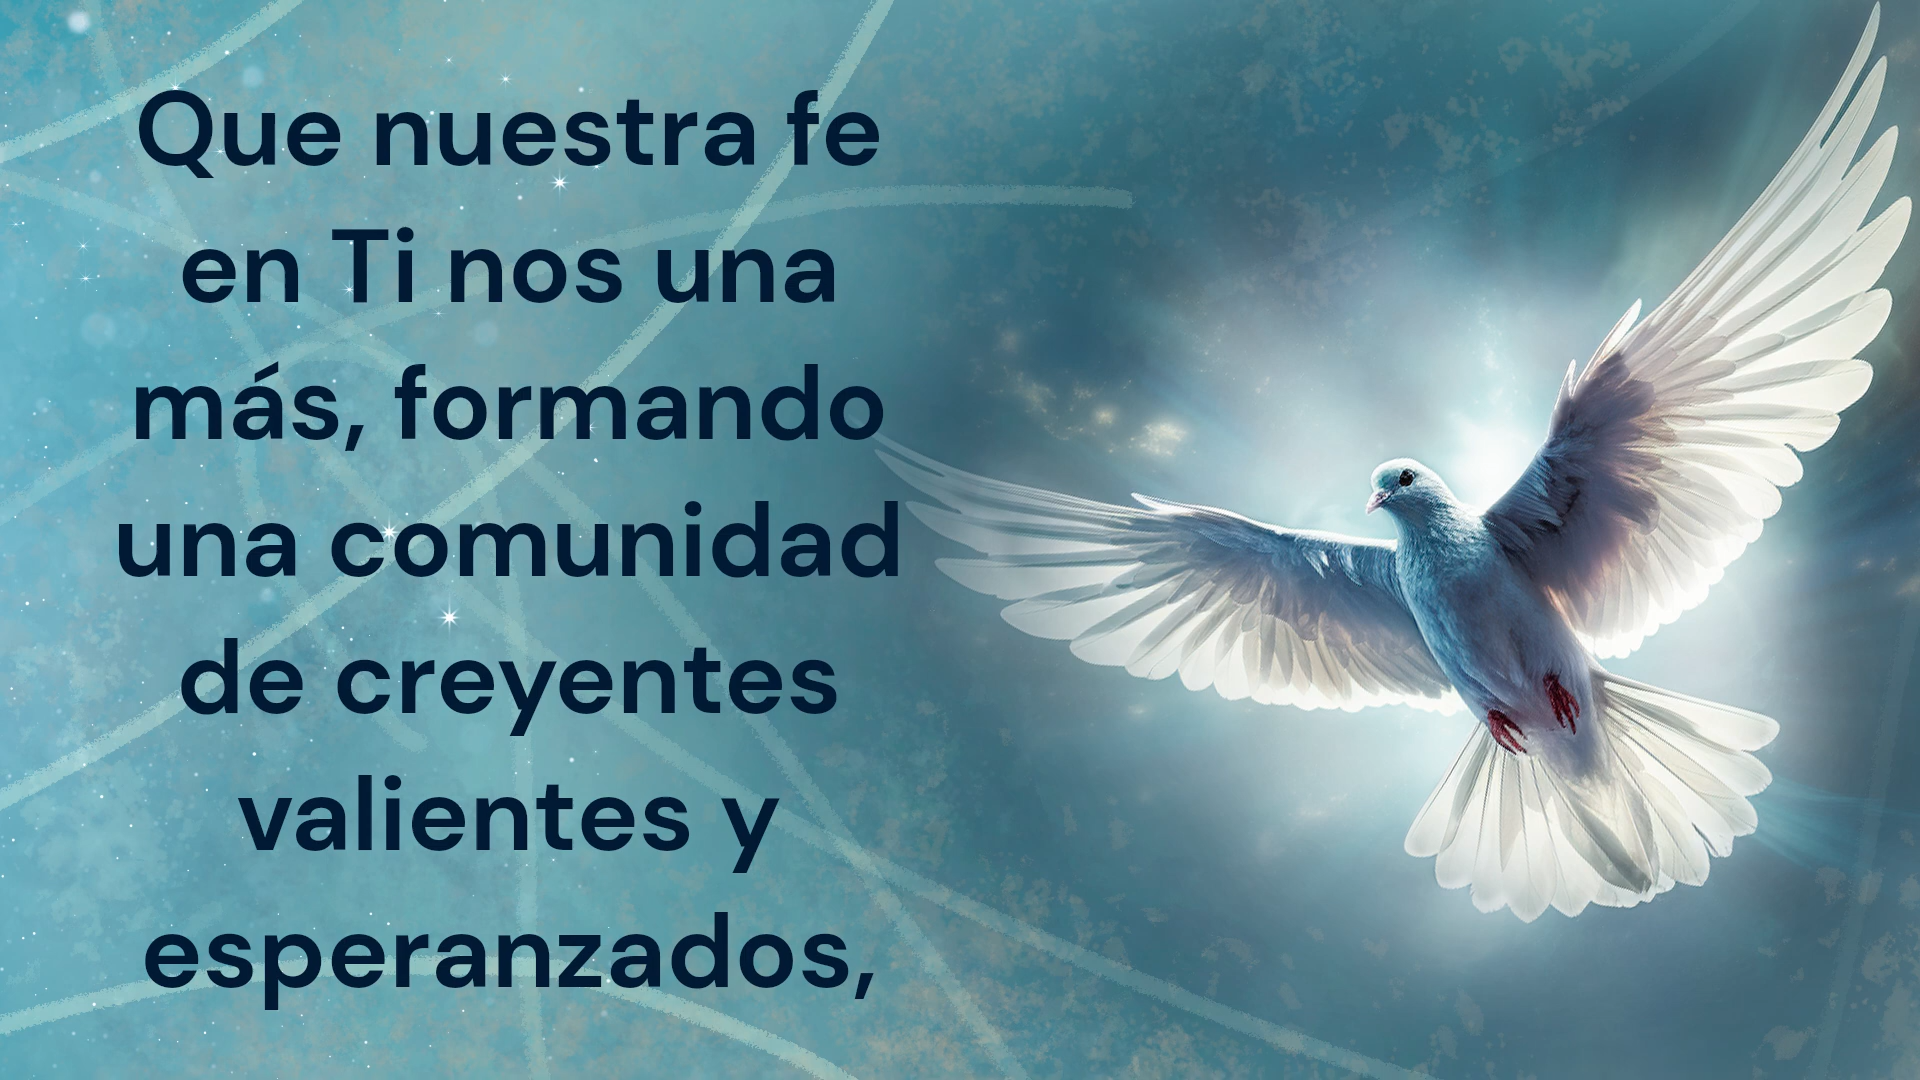 Que nuestra fe
en Ti nos una
más, formando
una comunidad
de creyentes
valientes y
esperanzados,